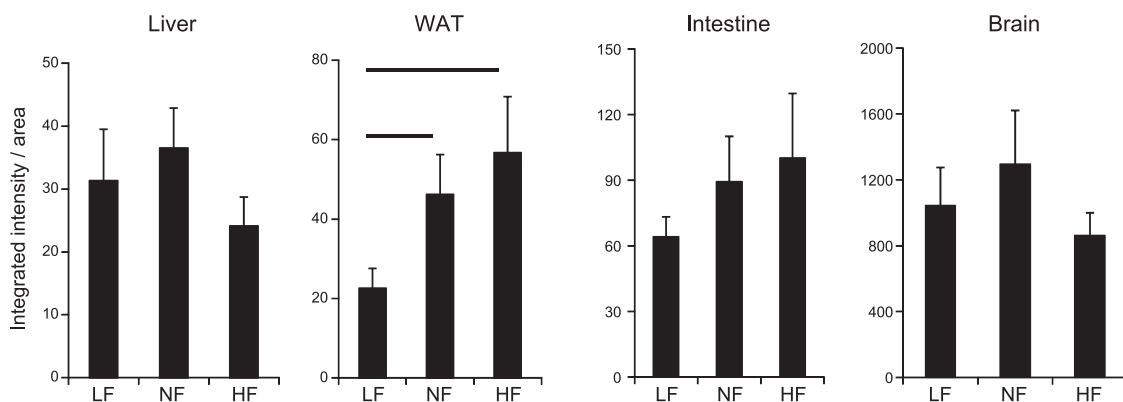 Liver
WAT
Intestine
Brain
Integrated intensity / area
50
40
30
20
10
0
LF
NF
HF
80
60
40
20
0
LF
NF
HF
150
120
90
60
30
0
LF
NF
HF
2000
1600
1200
800
400
0
LF
NF
HF